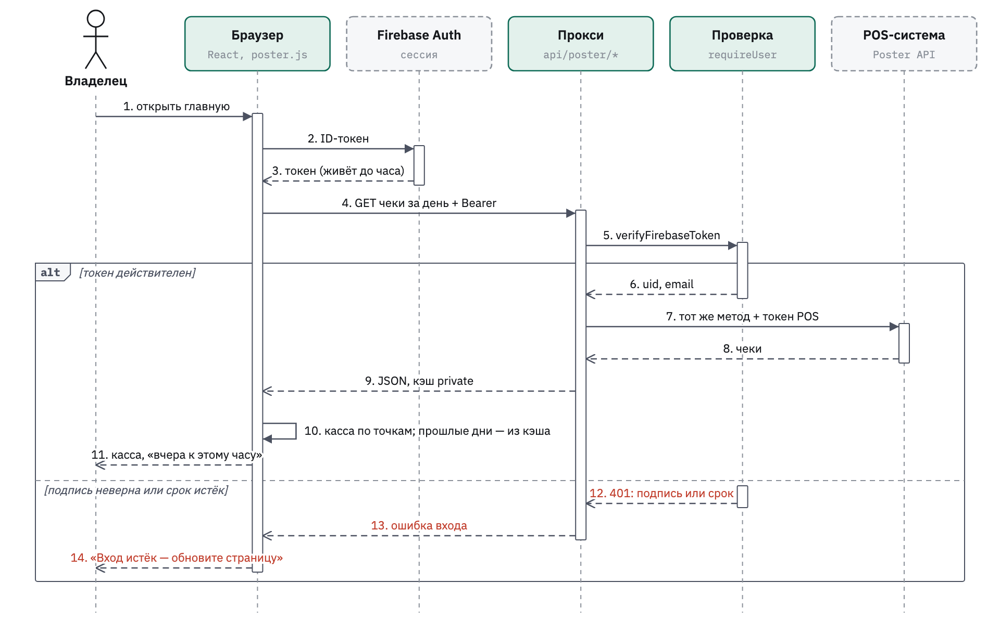 Владелец
Браузер
React, poster.js
Firebase Auth
сессия
Прокси
api/poster/*
Проверка
requireUser
POS-система
Poster API
1. открыть главную
2. ID-токен
3. токен (живёт до часа)
4. GET чеки за день + Bearer
5. verifyFirebaseToken
alt
[токен действителен]
6. uid, email
7. тот же метод + токен POS
8. чеки
9. JSON, кэш private
10. касса по точкам; прошлые дни — из кэша
11. касса, «вчера к этому часу»
[подпись неверна или срок истёк]
12. 401: подпись или срок
13. ошибка входа
14. «Вход истёк — обновите страницу»